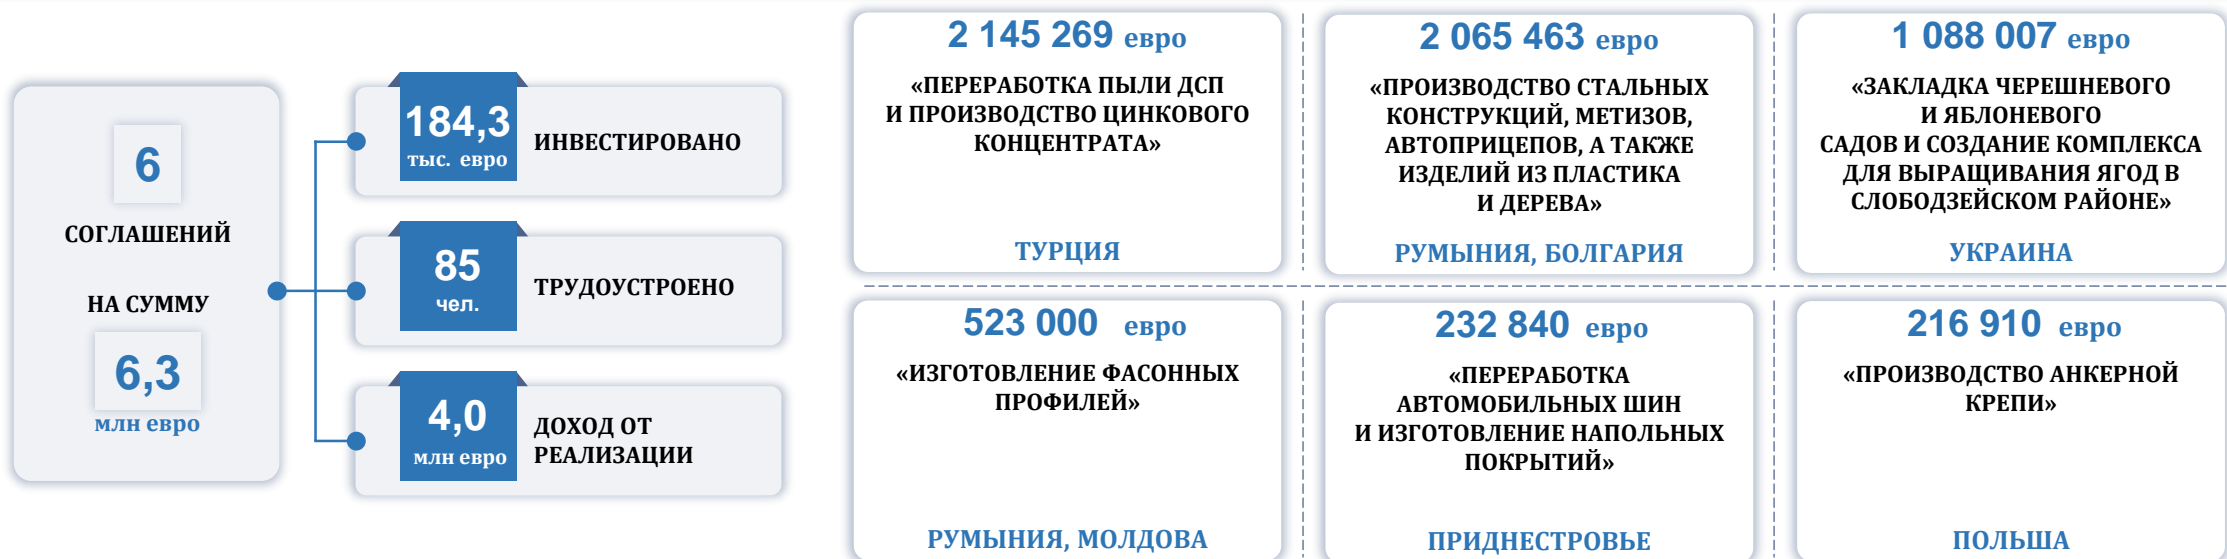 6
СОГЛАШЕНИЙ
НА СУММУ
6,3
млн евро
184,3
тыс. евро
ИНВЕСТИРОВАНО
85
чел.
ТРУДОУСТРОЕНО
4,0
млн евро
ДОХОД ОТ
РЕАЛИЗАЦИИ
2 145 269 евро
«ПЕРЕРАБОТКА ПЫЛИ ДСП
И ПРОИЗВОДСТВО ЦИНКОВОГО
КОНЦЕНТРАТА»
ТУРЦИЯ
2 065 463 евро
«ПРОИЗВОДСТВО СТАЛЬНЫХ
КОНСТРУКЦИЙ, МЕТИЗОВ,
АВТОПРИЦЕПОВ, А ТАКЖЕ
ИЗДЕЛИЙ ИЗ ПЛАСТИКА
И ДЕРЕВА»
РУМЫНИЯ, БОЛГАРИЯ
1 088 007 евро
«ЗАКЛАДКА ЧЕРЕШНЕВОГО
И ЯБЛОНЕВОГО
САДОВ И СОЗДАНИЕ КОМПЛЕКСА
ДЛЯ ВЫРАЩИВАНИЯ ЯГОД В
СЛОБОДЗЕЙСКОМ РАЙОНЕ»
УКРАИНА
523 000 евро
«ИЗГОТОВЛЕНИЕ ФАСОННЫХ
ПРОФИЛЕЙ»
РУМЫНИЯ, МОЛДОВА
232 840 евро
«ПЕРЕРАБОТКА
АВТОМОБИЛЬНЫХ ШИН
И ИЗГОТОВЛЕНИЕ НАПОЛЬНЫХ
ПОКРЫТИЙ»
ПРИДНЕСТРОВЬЕ
216 910 евро
«ПРОИЗВОДСТВО АНКЕРНОЙ
КРЕПИ»
ПОЛЬША